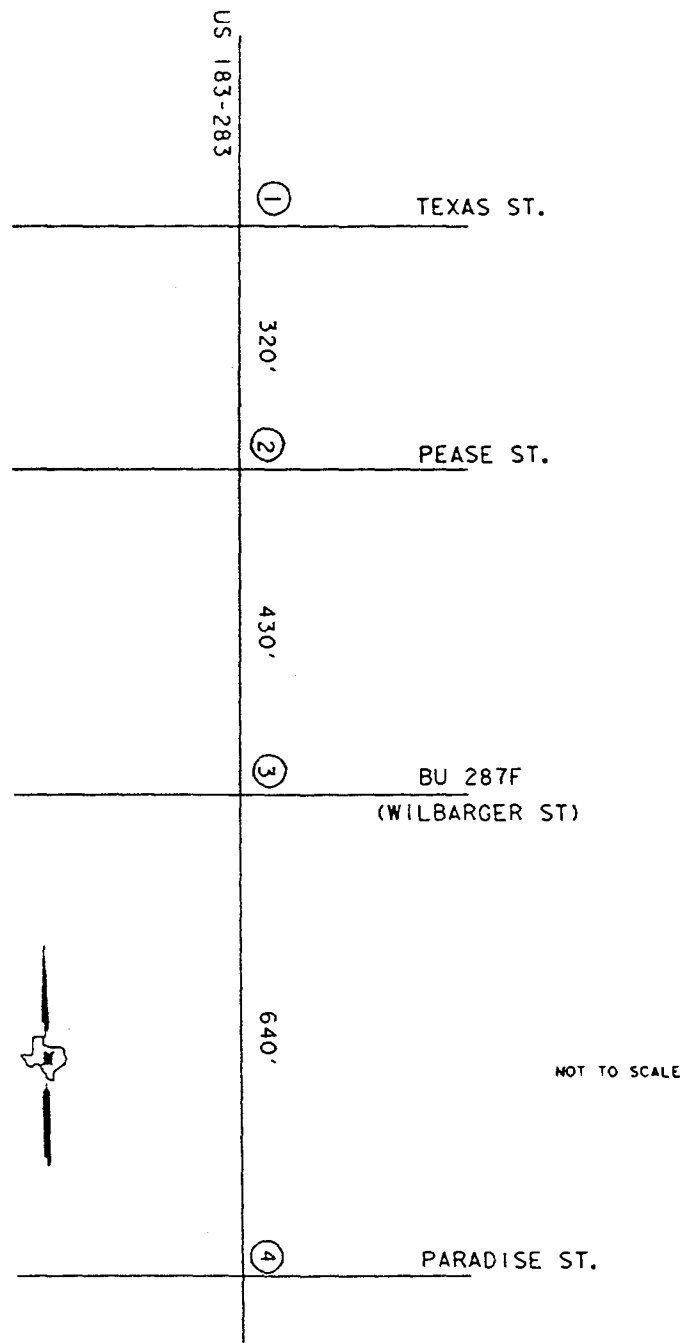 US 183-283
1
TEXAS ST.
320'
2
PEASE ST.
430'
3
BU 287F
(WILBARGER ST)
640'
NOT TO SCALE
4
PARADISE ST.